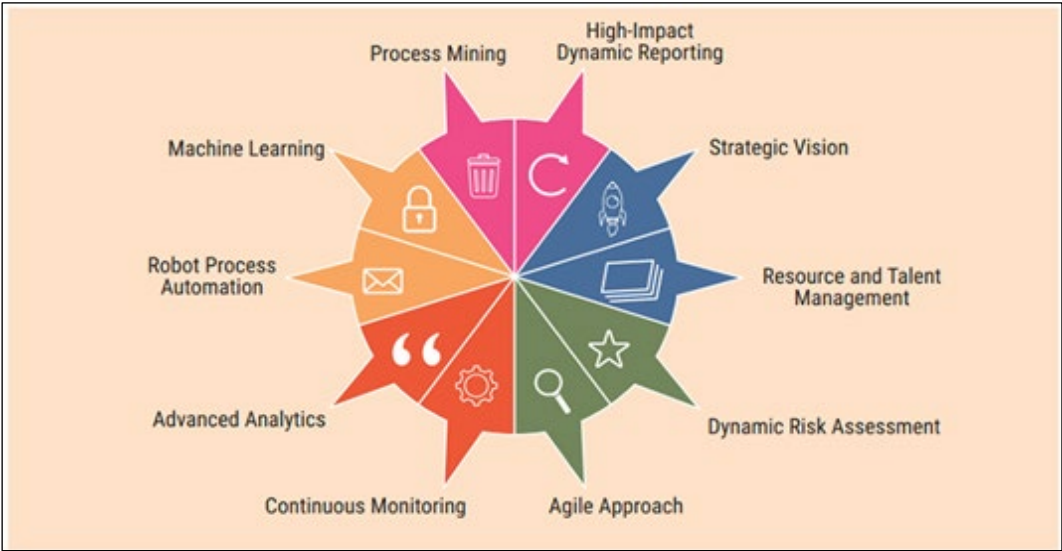 High-Impact
Dynamic Reporting
Process Mining
Strategic Vision
Machine Learning
Resource and Talent
Management
Robot Process
Automation
Dynamic Risk Assessment
Advanced Analytics
Agile Approach
Continuous Monitoring